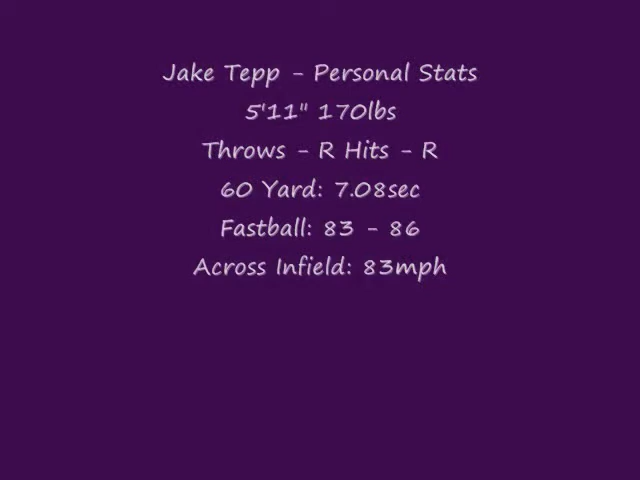 Jake Tepp - Personal Stats
5'11" 170lbs
Throws - R Hits - R
60 Yard: 7.08sec
Fastball: 83 - 86
Across Infield: 83mph